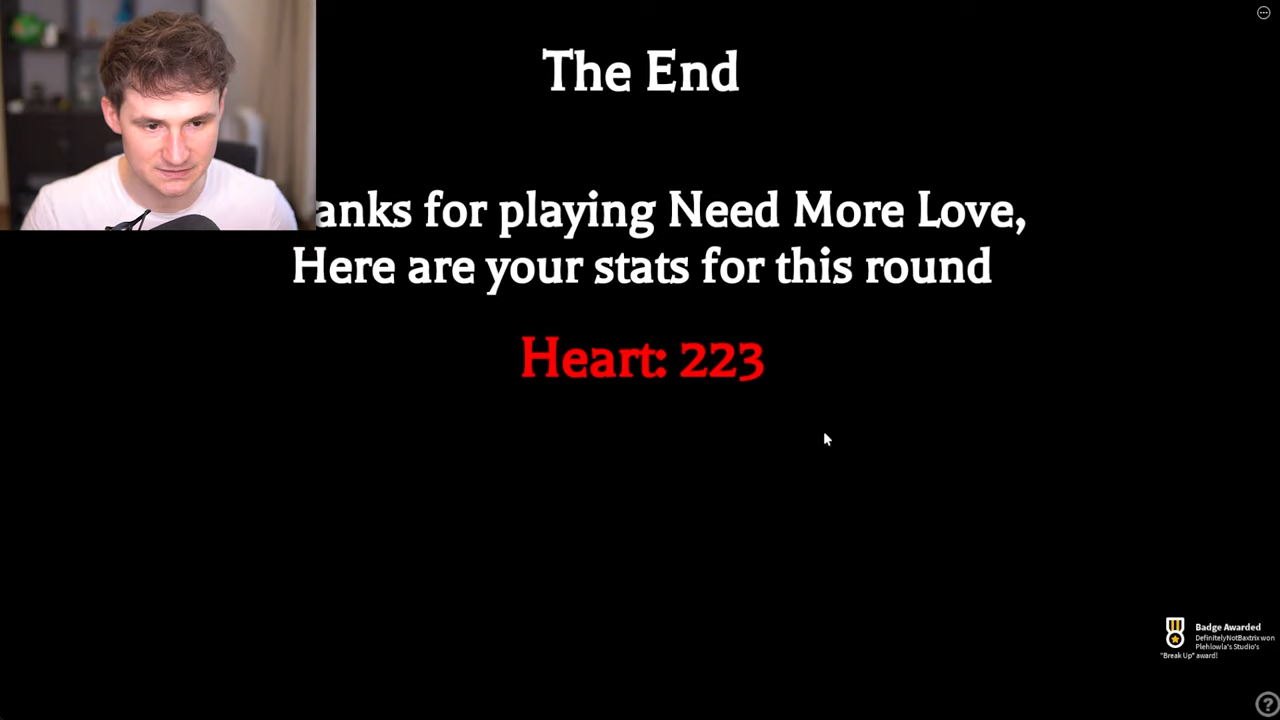 The End
anks for playing Need More Love,
Here are your stats for this round
Heart: 223
Badge Awarded
DefinitelyNotBaxtrix won
Plehlowla's Studio's
"Break Up" award!
?